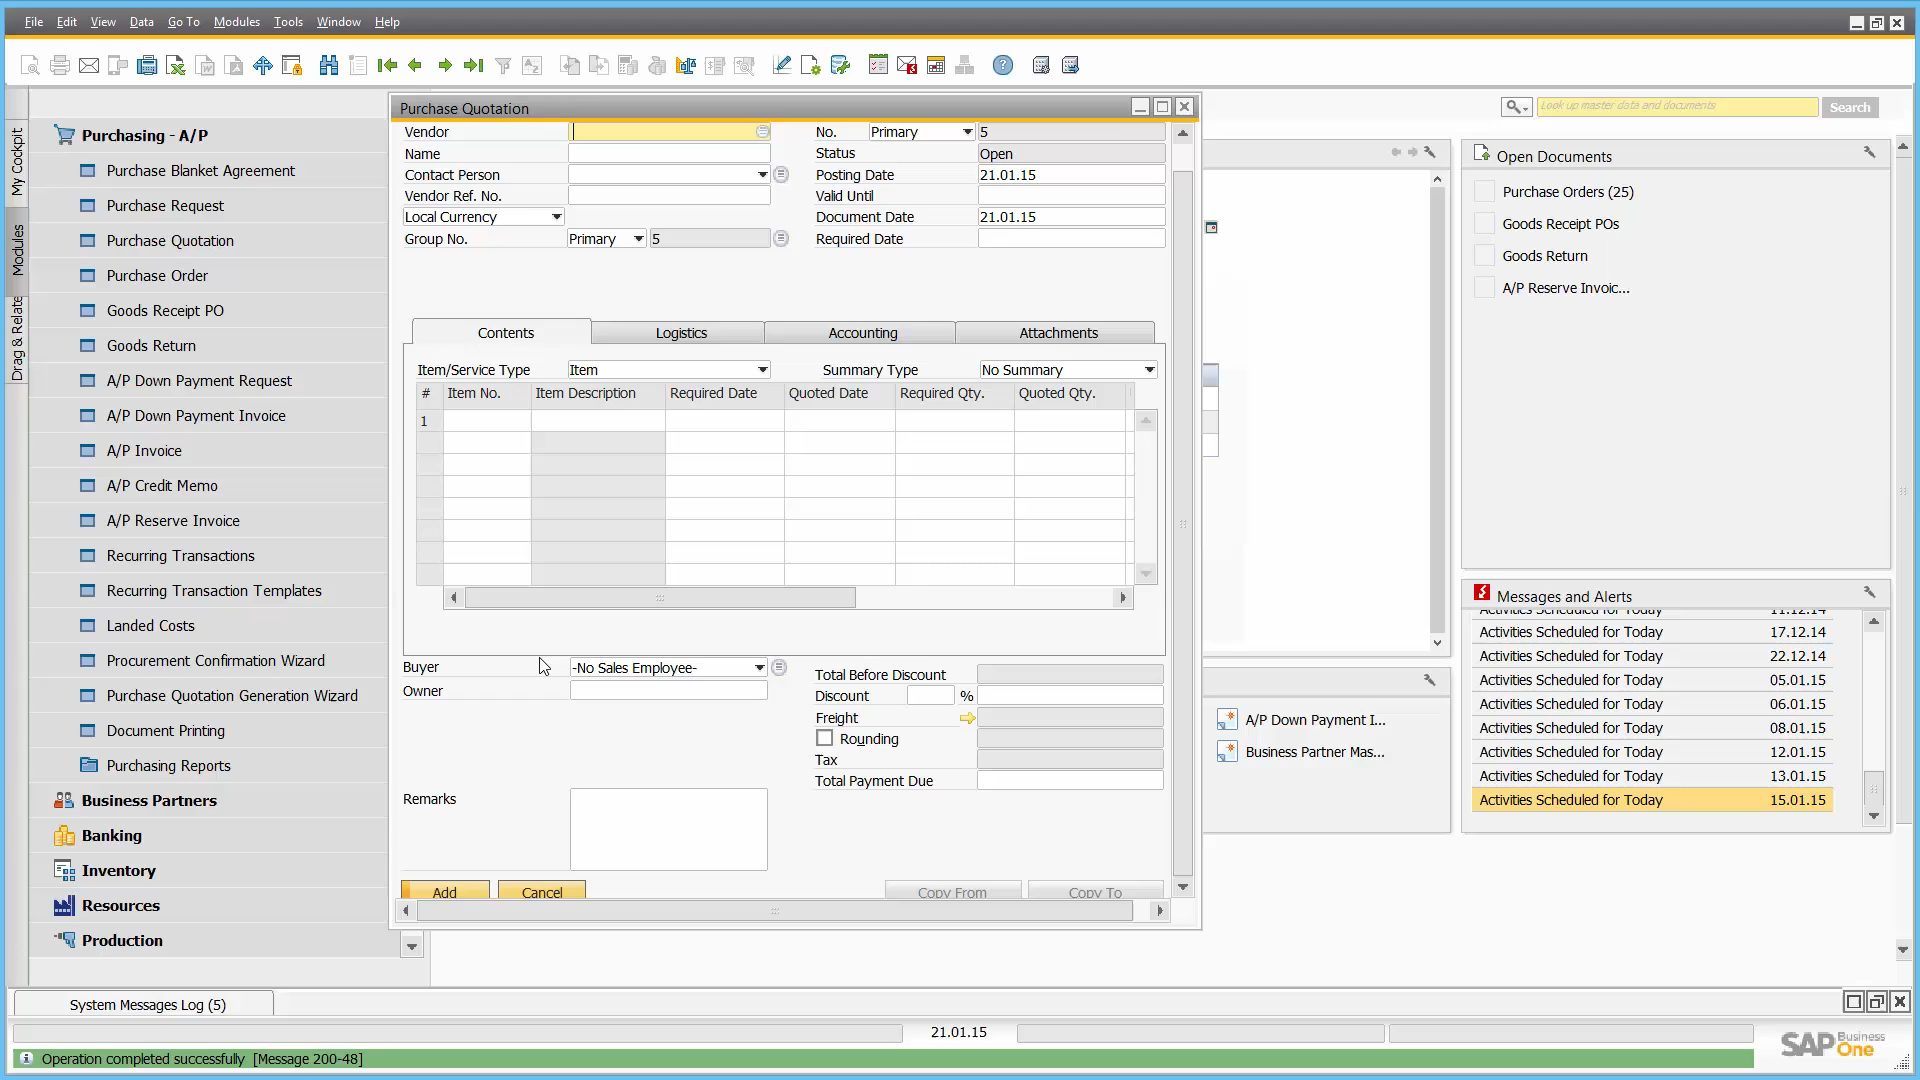 File Edit View Data Go To Modules Tools Window Help
Look up master data and documents
Search
My Cockpit
Modules
Drag & Relate
Purchasing - A/P
Purchase Blanket Agreement
Purchase Request
Purchase Quotation
Purchase Order
Goods Receipt PO
Goods Return
A/P Down Payment Request
A/P Down Payment Invoice
A/P Invoice
A/P Credit Memo
A/P Reserve Invoice
Recurring Transactions
Recurring Transaction Templates
Landed Costs
Procurement Confirmation Wizard
Purchase Quotation Generation Wizard
Document Printing
Purchasing Reports
Business Partners
Banking
Inventory
Resources
Production
Purchase Quotation
Vendor
Name
Contact Person
Vendor Ref. No.
Local Currency
Group No. Primary 5
No. Primary 5
Status Open
Posting Date 21.01.15
Valid Until
Document Date 21.01.15
Required Date
Contents Logistics Accounting Attachments
Item/Service Type Item Summary Type No Summary
# Item No. Item Description Required Date Quoted Date Required Qty. Quoted Qty.
1
Buyer -No Sales Employee-
Owner
Remarks
Total Before Discount
Discount %
Freight
Rounding
Tax
Total Payment Due
Add Cancel Copy From Copy To
Open Documents
Purchase Orders (25)
Goods Receipt POs
Goods Return
A/P Reserve Invoic...
Messages and Alerts
Activities Scheduled for Today 11.12.14
Activities Scheduled for Today 17.12.14
Activities Scheduled for Today 22.12.14
Activities Scheduled for Today 05.01.15
Activities Scheduled for Today 06.01.15
Activities Scheduled for Today 08.01.15
Activities Scheduled for Today 12.01.15
Activities Scheduled for Today 13.01.15
Activities Scheduled for Today 15.01.15
A/P Down Payment I...
Business Partner Mas...
System Messages Log (5)
21.01.15
Operation completed successfully [Message 200-48]
SAP Business One